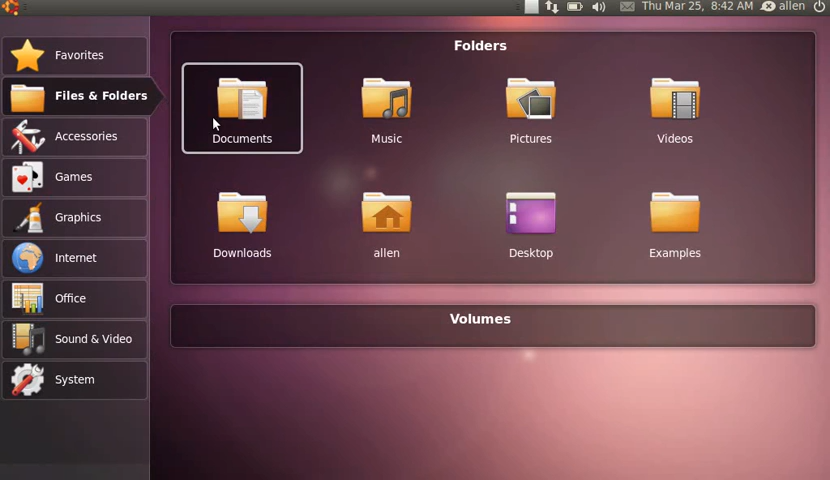 Thu Mar 25, 8:42 AM allen
Favorites
Files & Folders
Accessories
Games
Graphics
Internet
Office
Sound & Video
System
Folders
Documents Music Pictures Videos
Downloads allen Desktop Examples
Volumes